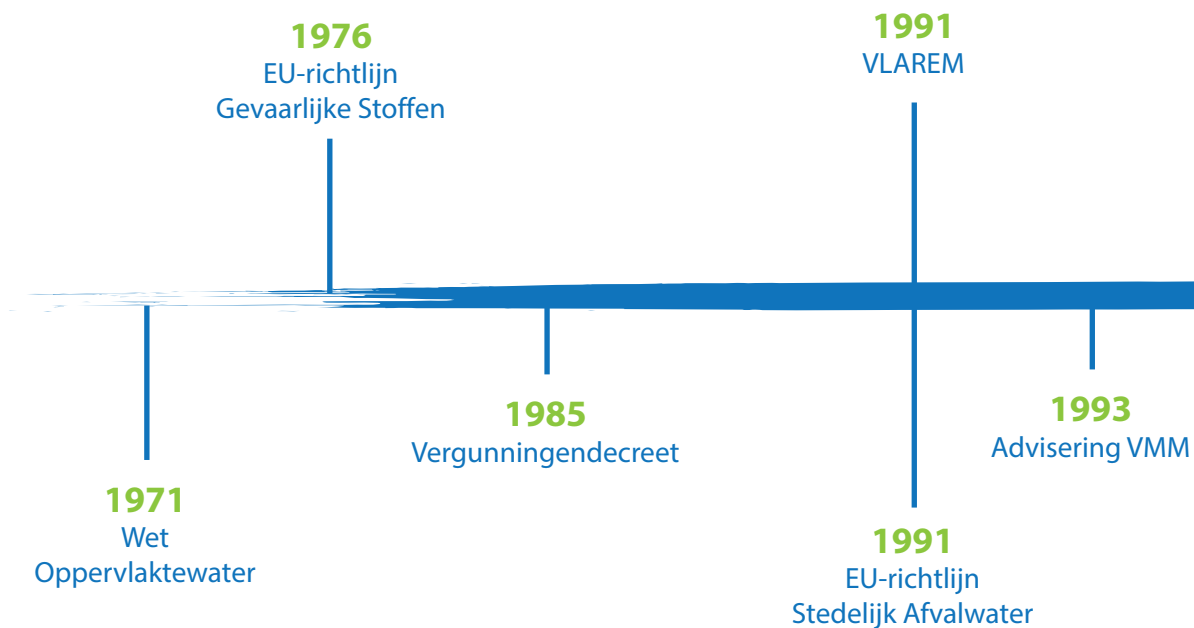 1976
EU-richtlijn
Gevaarlijke Stoffen
1991
VLAREM
1971
Wet
Oppervlaktewater
1985
Vergunningendecreet
1991
EU-richtlijn
Stedelijk Afvalwater
1993
Advisering VMM